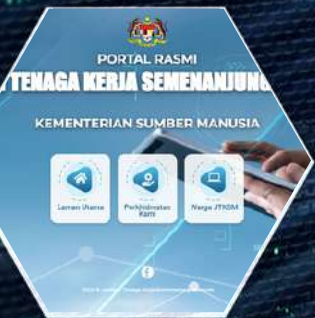 PORTAL RASMI
TENAGA KERJA SEMENANJUNG
KEMENTERIAN SUMBER MANUSIA
Laman Utama
Perkhidmatan
Kami
Warga JTKSM